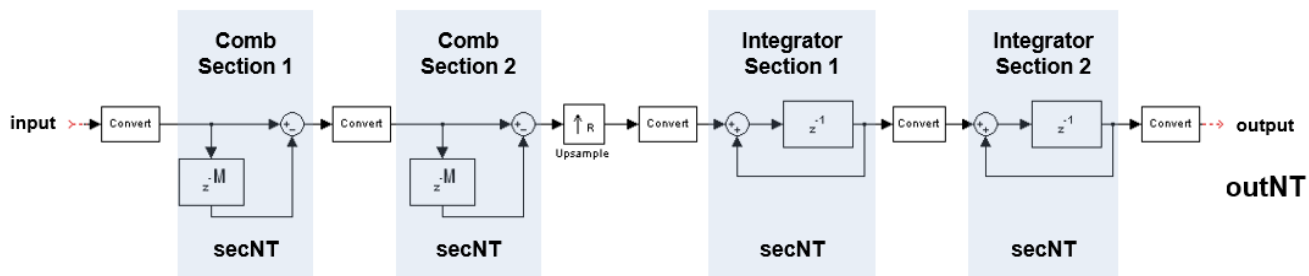 Comb
Section 1
Comb
Section 2
Integrator
Section 1
Integrator
Section 2
input
Convert
+
−
Convert
+
−
↑ R
Upsample
Convert
+
+
z-1
Convert
+
+
z-1
Convert
output
z-M
z-M
outNT
secNT
secNT
secNT
secNT